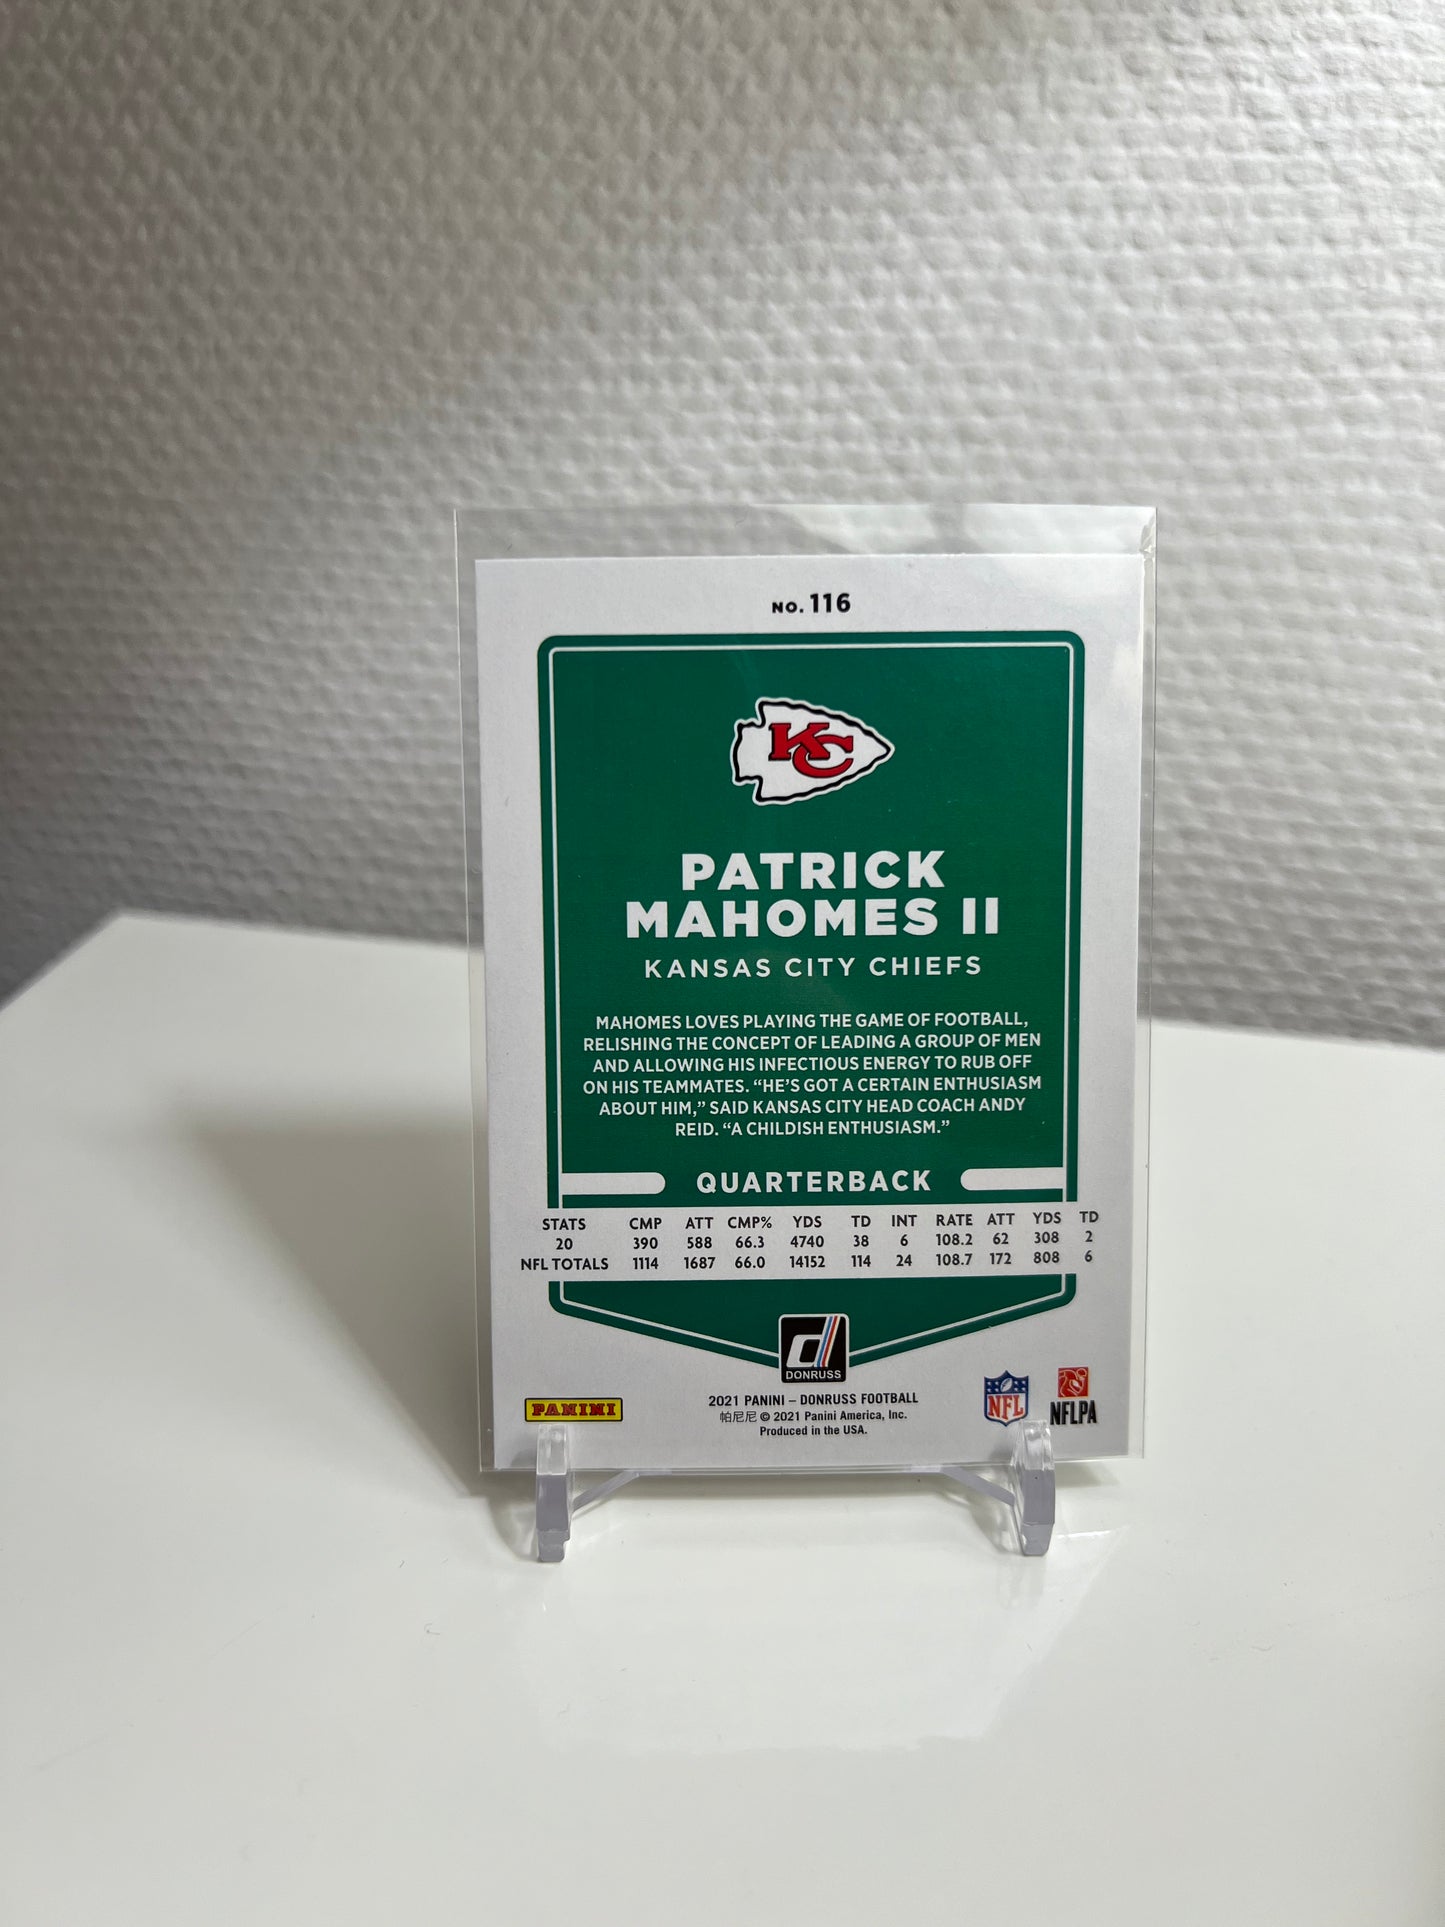 NO. 116
KC
PATRICK
MAHOMES II
KANSAS CITY CHIEFS
MAHOMES LOVES PLAYING THE GAME OF FOOTBALL,
RELISHING THE CONCEPT OF LEADING A GROUP OF MEN
AND ALLOWING HIS INFECTIOUS ENERGY TO RUB OFF
ON HIS TEAMMATES. “HE’S GOT A CERTAIN ENTHUSIASM
ABOUT HIM,” SAID KANSAS CITY HEAD COACH ANDY
REID. “A CHILDISH ENTHUSIASM.”
QUARTERBACK
STATS CMP ATT CMP% YDS TD INT RATE ATT YDS TD
20 390 588 66.3 4740 38 6 108.2 62 308 2
NFL TOTALS 1114 1687 66.0 14152 114 24 108.7 172 808 6
d
DONRUSS
PANINI
2021 PANINI – DONRUSS FOOTBALL
帕尼尼 © 2021 Panini America, Inc.
Produced in the USA.
NFL
NFLPA